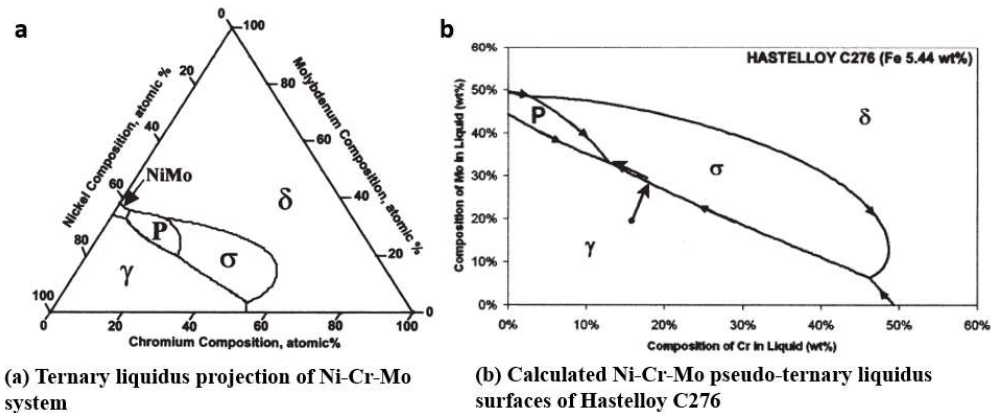 a
0
100
Nickel Composition, atomic %
20
40
60
80
100
Molybdenum Composition, atomic %
80
60
40
20
0
NiMo
P
δ
γ
σ
0
20
40
60
80
100
Chromium Composition, atomic%
(a) Ternary liquidus projection of Ni-Cr-Mo
system
b
HASTELLOY C276 (Fe 5.44 wt%)
Composition of Mo in Liquid (wt%)
60%
50%
40%
30%
20%
10%
0%
P
δ
σ
γ
0%
10%
20%
30%
40%
50%
60%
Composition of Cr in Liquid (wt%)
(b) Calculated Ni-Cr-Mo pseudo-ternary liquidus
surfaces of Hastelloy C276